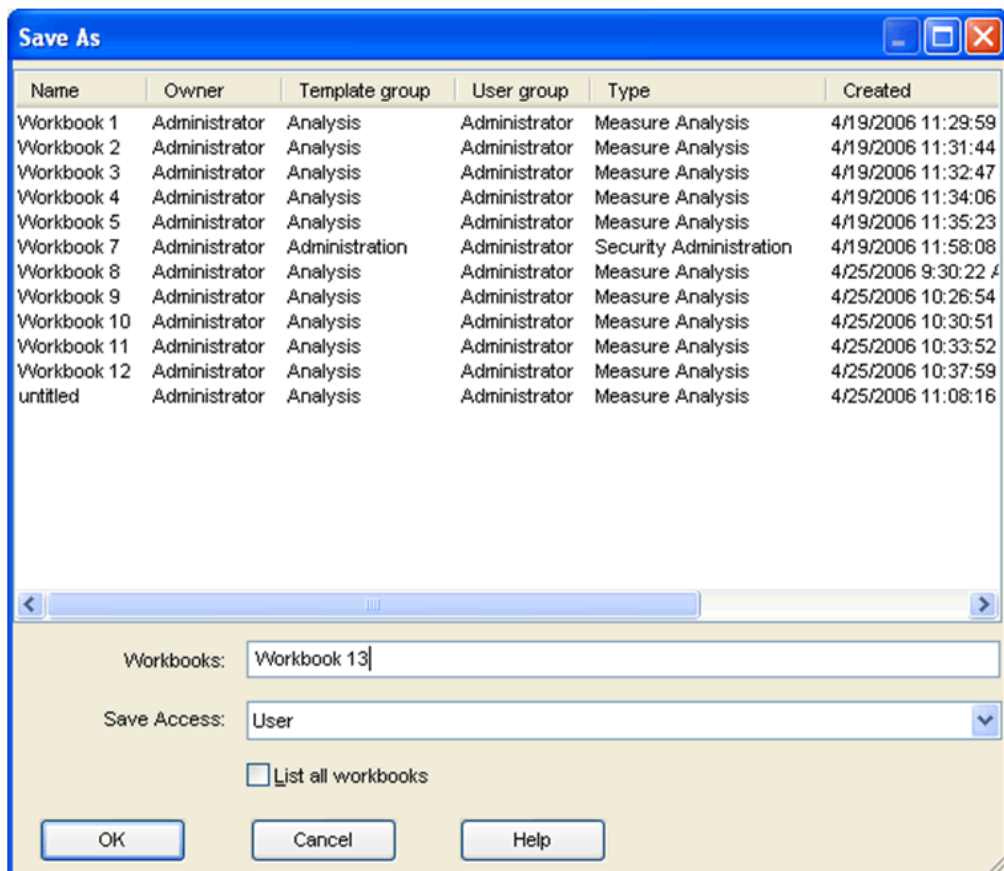 Save As
Name Owner Template group User group Type Created
Workbook 1 Administrator Analysis Administrator Measure Analysis 4/19/2006 11:29:59
Workbook 2 Administrator Analysis Administrator Measure Analysis 4/19/2006 11:31:44
Workbook 3 Administrator Analysis Administrator Measure Analysis 4/19/2006 11:32:47
Workbook 4 Administrator Analysis Administrator Measure Analysis 4/19/2006 11:34:06
Workbook 5 Administrator Analysis Administrator Measure Analysis 4/19/2006 11:35:23
Workbook 7 Administrator Administration Administrator Security Administration 4/19/2006 11:58:08
Workbook 8 Administrator Analysis Administrator Measure Analysis 4/25/2006 9:30:22
Workbook 9 Administrator Analysis Administrator Measure Analysis 4/25/2006 10:26:54
Workbook 10 Administrator Analysis Administrator Measure Analysis 4/25/2006 10:30:51
Workbook 11 Administrator Analysis Administrator Measure Analysis 4/25/2006 10:33:52
Workbook 12 Administrator Analysis Administrator Measure Analysis 4/25/2006 10:37:59
untitled Administrator Analysis Administrator Measure Analysis 4/25/2006 11:08:16
Workbooks: Workbook 13
Save Access: User
List all workbooks
OK Cancel Help